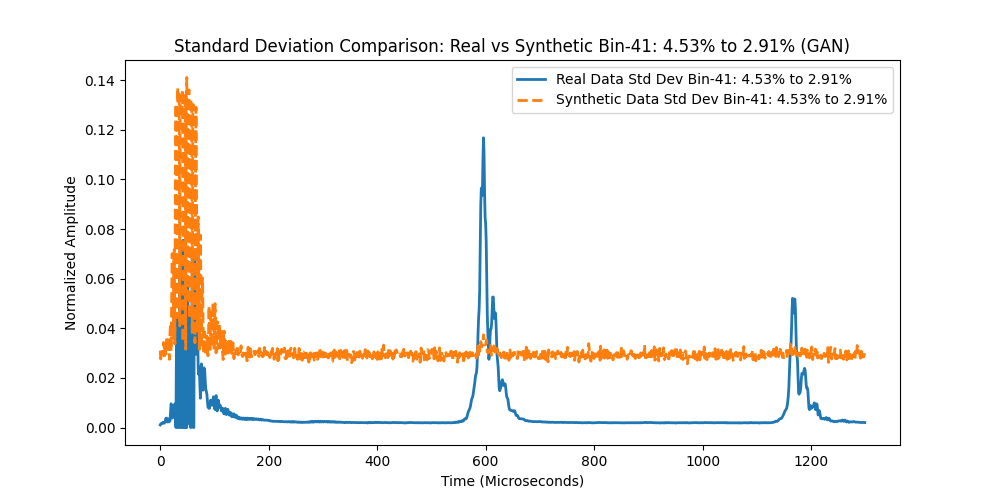 Standard Deviation Comparison: Real vs Synthetic Bin-41: 4.53% to 2.91% (GAN)
Real Data Std Dev Bin-41: 4.53% to 2.91%
Synthetic Data Std Dev Bin-41: 4.53% to 2.91%
Normalized Amplitude
0.14
0.12
0.10
0.08
0.06
0.04
0.02
0.00
0 200 400 600 800 1000 1200
Time (Microseconds)